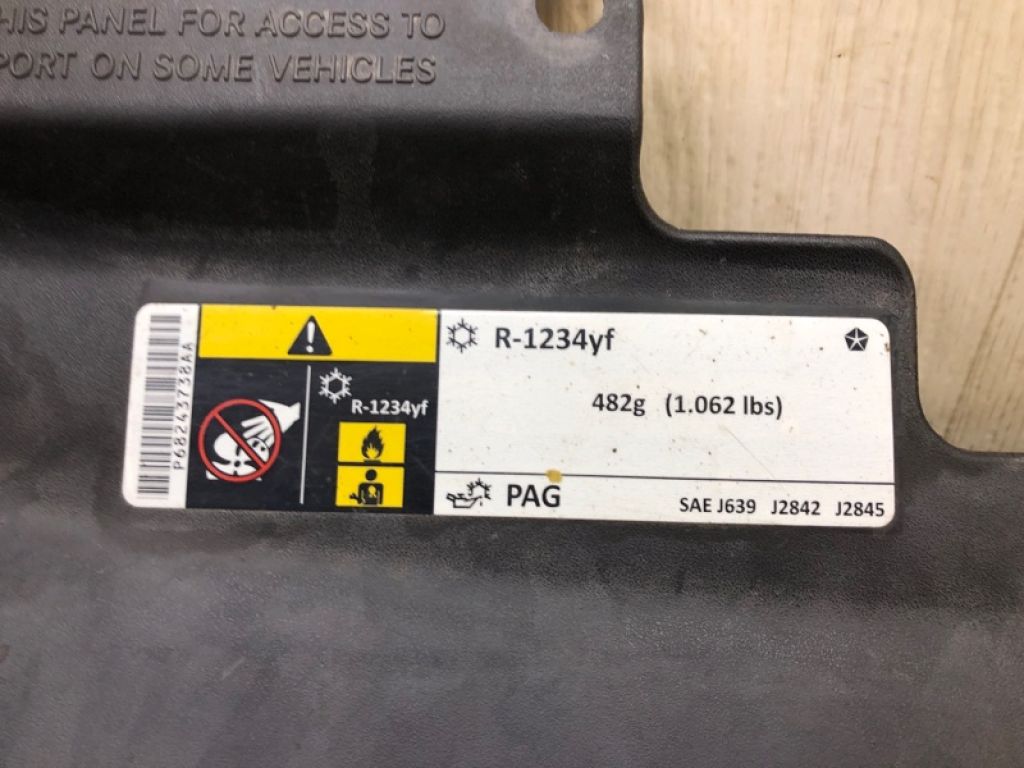 HIS PANEL FOR ACCESS TO
PORT ON SOME VEHICLES
P68243738AA
R-1234yf
R-1234yf
482g (1.062 lbs)
PAG
SAE J639 J2842 J2845